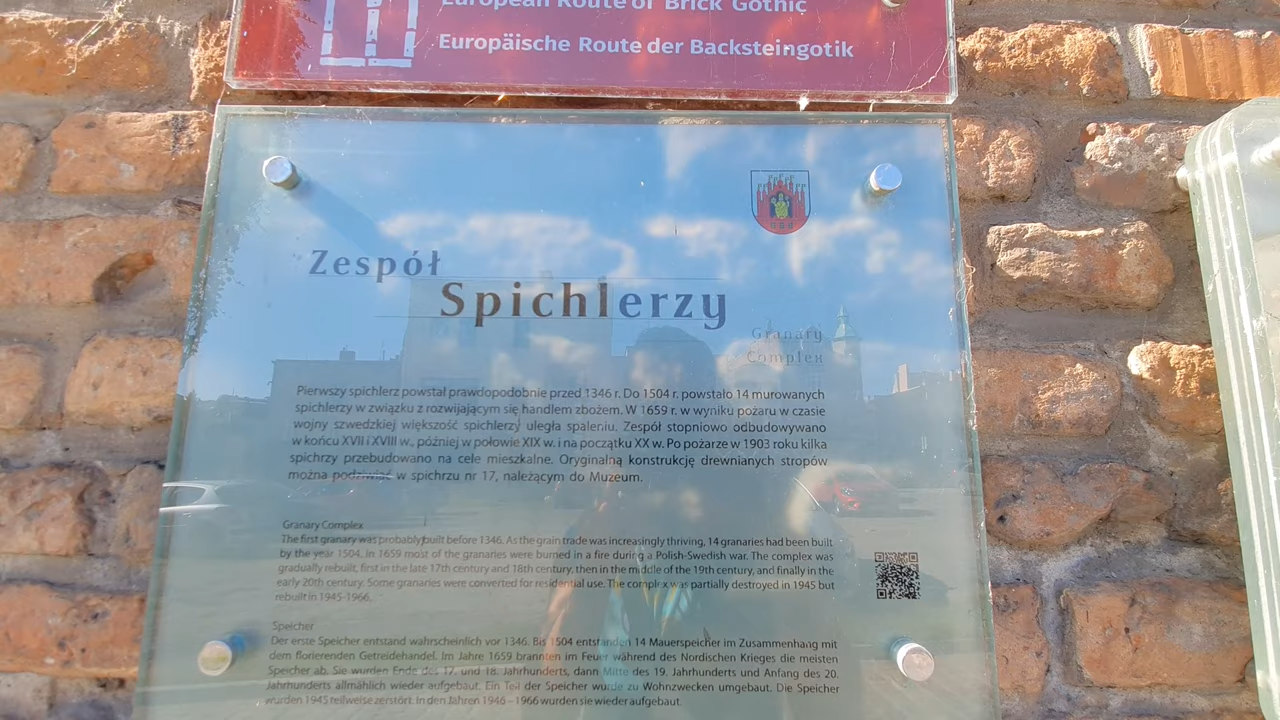 European Route of Brick Gothic
Europäische Route der Backsteingotik
Zespół
Spichlerzy
Granary
Complex
Pierwszy spichlerz powstał prawdopodobnie przed 1346 r. Do 1504 r. powstało 14 murowanych
spichlerzy w związku z rozwijającym się handlem zbożem. W 1659 r. w wyniku pożaru w czasie
wojny szwedzkiej większość spichlerzy uległa spaleniu. Zespół stopniowo odbudowywano
w końcu XVII i XVIII w., później w połowie XIX w. i na początku XX w. Po pożarze w 1903 roku kilka
spichrzy przebudowano na cele mieszkalne. Oryginalną konstrukcję drewnianych stropów
można podziwiać w spichrzu nr 17, należącym do Muzeum.
Granary Complex
The first granary was probably built before 1346. As the grain trade was increasingly thriving, 14 granaries had been built
by the year 1504. In 1659 most of the granaries were burned in a fire during a Polish-Swedish war. The complex was
gradually rebuilt, first in the late 17th century and 18th century, then in the middle of the 19th century, and finally in the
early 20th century. Some granaries were converted for residential use. The complex was partially destroyed in 1945 but
rebuilt in 1945-1966.
Speicher
Der erste Speicher entstand wahrscheinlich vor 1346. Bis 1504 entstanden 14 Mauerspeicher im Zusammenhang mit
dem florierenden Getreidehandel. Im Jahre 1659 brannten im Feuer während des Nordischen Krieges die meisten
Speicher ab. Sie wurden Ende des 17. und 18. Jahrhunderts, dann Mitte des 19. Jahrhunderts und Anfang des 20.
Jahrhunderts allmählich wieder aufgebaut. Ein Teil der Speicher wurde zu Wohnzwecken umgebaut. Die Speicher
wurden 1945 teilweise zerstört. In den Jahren 1946 – 1966 wurden sie wieder aufgebaut.